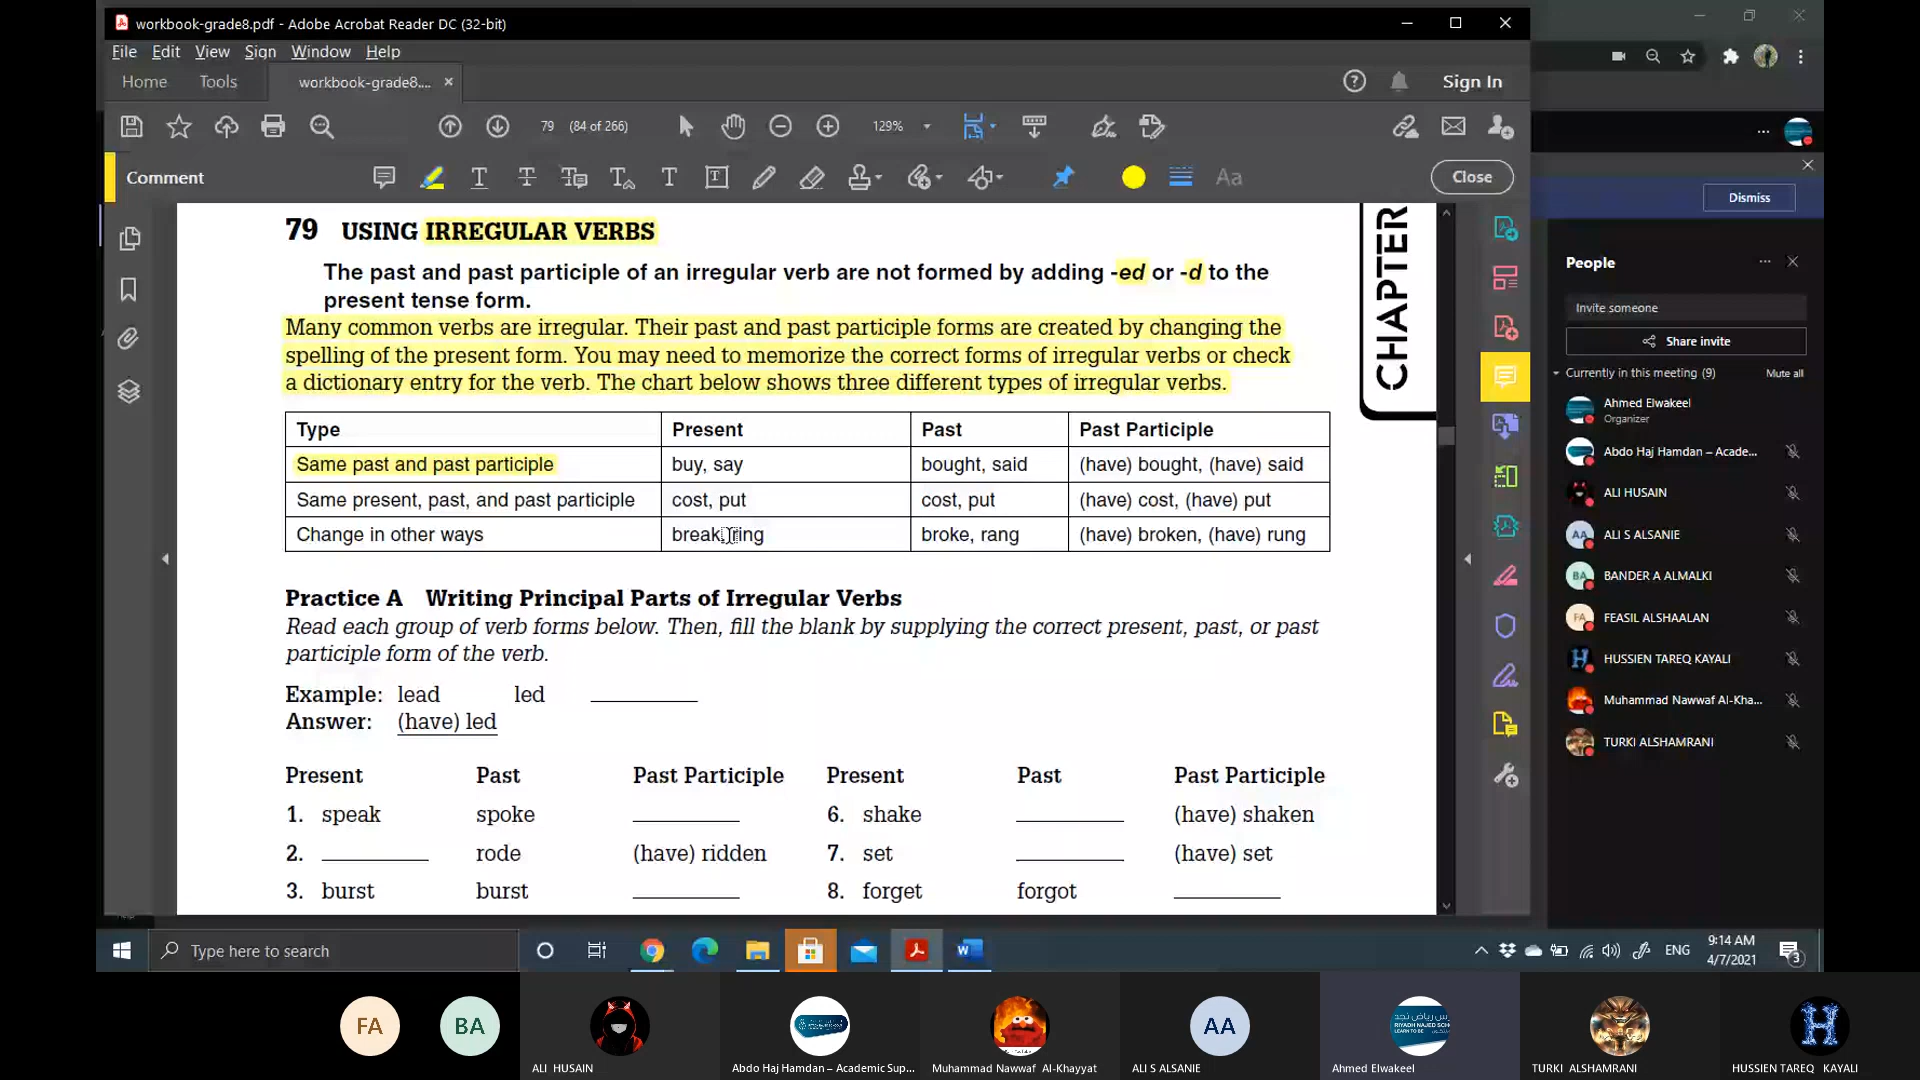 workbook-grade8.pdf - Adobe Acrobat Reader DC (32-bit)
File Edit View Sign Window Help
Home Tools workbook-grade8.... × Sign In
79 (84 of 266) 129%
Comment Close
79 USING IRREGULAR VERBS
The past and past participle of an irregular verb are not formed by adding -ed or -d to the
present tense form.
Many common verbs are irregular. Their past and past participle forms are created by changing the
spelling of the present form. You may need to memorize the correct forms of irregular verbs or check
a dictionary entry for the verb. The chart below shows three different types of irregular verbs.
Type Present Past Past Participle
Same past and past participle buy, say bought, said (have) bought, (have) said
Same present, past, and past participle cost, put cost, put (have) cost, (have) put
Change in other ways break, ring broke, rang (have) broken, (have) rung
CHAPTER
Practice A Writing Principal Parts of Irregular Verbs
Read each group of verb forms below. Then, fill the blank by supplying the correct present, past, or past
participle form of the verb.
Example: lead led ________
Answer: (have) led
Present Past Past Participle Present Past Past Participle
1. speak spoke ________ 6. shake ________ (have) shaken
2. ________ rode (have) ridden 7. set ________ (have) set
3. burst burst ________ 8. forget forgot ________
Dismiss
People
Invite someone
Share invite
Currently in this meeting (9) Mute all
Ahmed Elwakeel
Organizer
Abdo Haj Hamdan – Acade...
ALI HUSAIN
AA ALI S ALSANIE
BA BANDER A ALMALKI
FA FEASIL ALSHAALAN
HUSSIEN TAREQ KAYALI
Muhammad Nawwaf Al-Kha...
TURKI ALSHAMRANI
Type here to search
ENG
9:14 AM
4/7/2021
3
FA BA AA
ALI HUSAIN
Abdo Haj Hamdan – Academic Sup...
Muhammad Nawwaf Al-Khayyat
ALI S ALSANIE
Ahmed Elwakeel
TURKI ALSHAMRANI
HUSSIEN TAREQ KAYALI